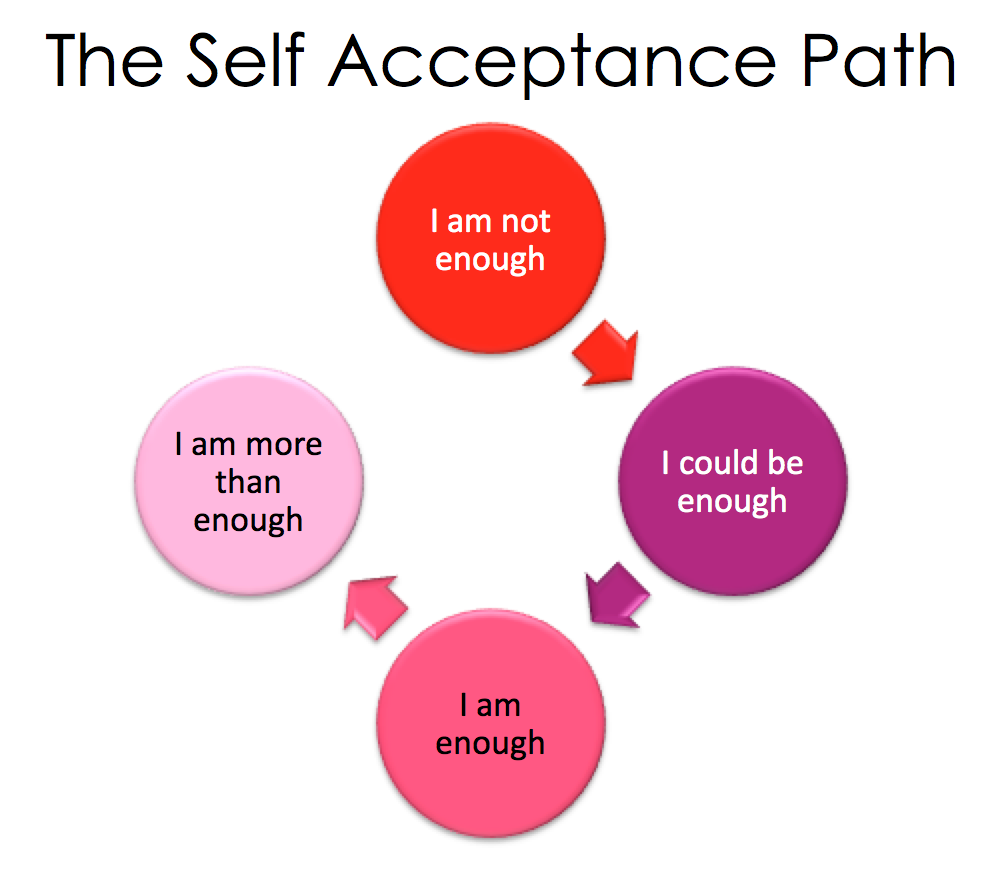 The Self Acceptance Path
I am not
enough
I could be
enough
I am
enough
I am more
than
enough